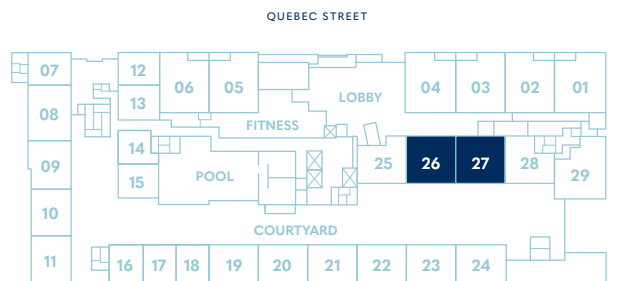 QUEBEC STREET
07 12 06 05 04 03 02 01
LOBBY
08 13
FITNESS
09 14 25 26 27 28
15 POOL 29
10
COURTYARD
11 16 17 18 19 20 21 22 23 24